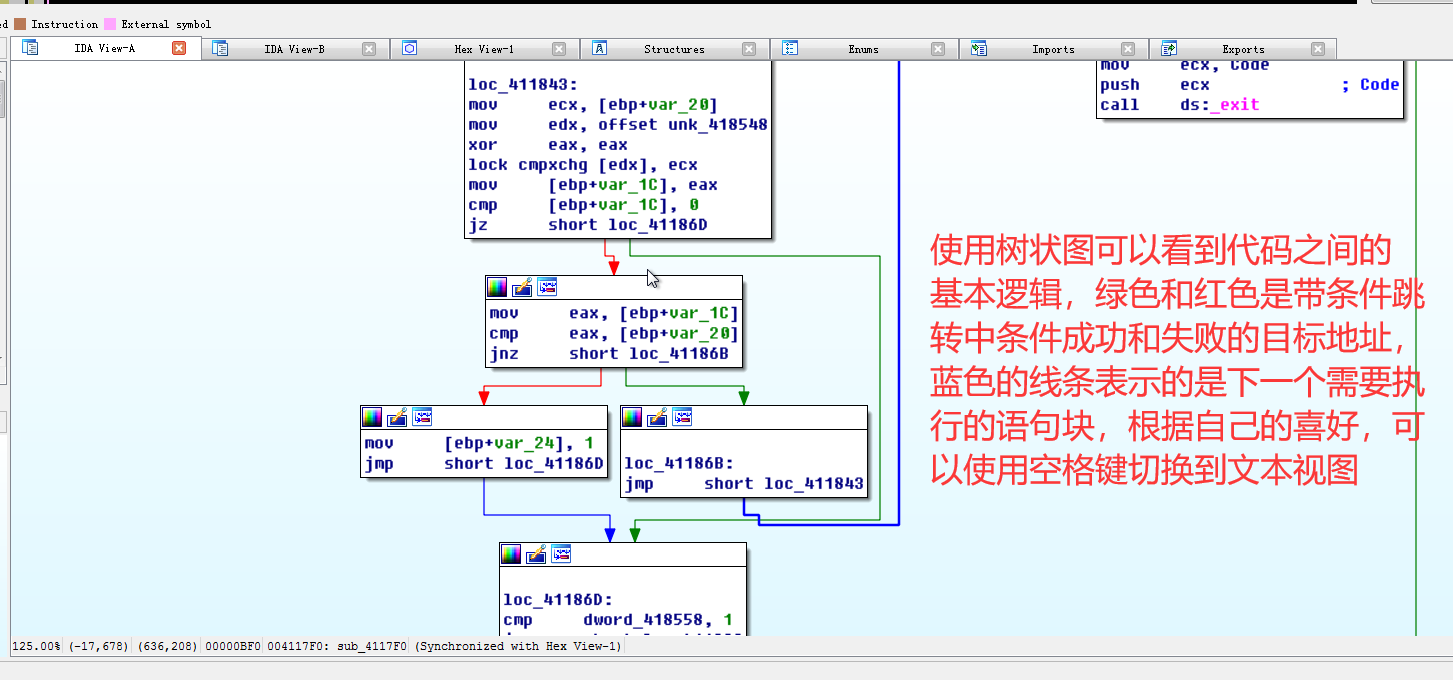 Instruction External symbol
IDA View-A IDA View-B Hex View-1 Structures Enums Imports Exports
loc_411843:
mov ecx, [ebp+var_20]
mov edx, offset unk_418548
xor eax, eax
lock cmpxchg [edx], ecx
mov [ebp+var_1C], eax
cmp [ebp+var_1C], 0
jz short loc_41186D
mov ecx, Code
push ecx ; Code
call ds:_exit
mov eax, [ebp+var_1C]
cmp eax, [ebp+var_20]
jnz short loc_41186B
mov [ebp+var_24], 1
jmp short loc_41186D
loc_41186B:
jmp short loc_411843
loc_41186D:
cmp dword_418558, 1
使用树状图可以看到代码之间的
基本逻辑，绿色和红色是带条件跳
转中条件成功和失败的目标地址，
蓝色的线条表示的是下一个需要执
行的语句块，根据自己的喜好，可
以使用空格键切换到文本视图
125.00% (-17,678) (636,208) 00000BF0 004117F0: sub_4117F0 (Synchronized with Hex View-1)